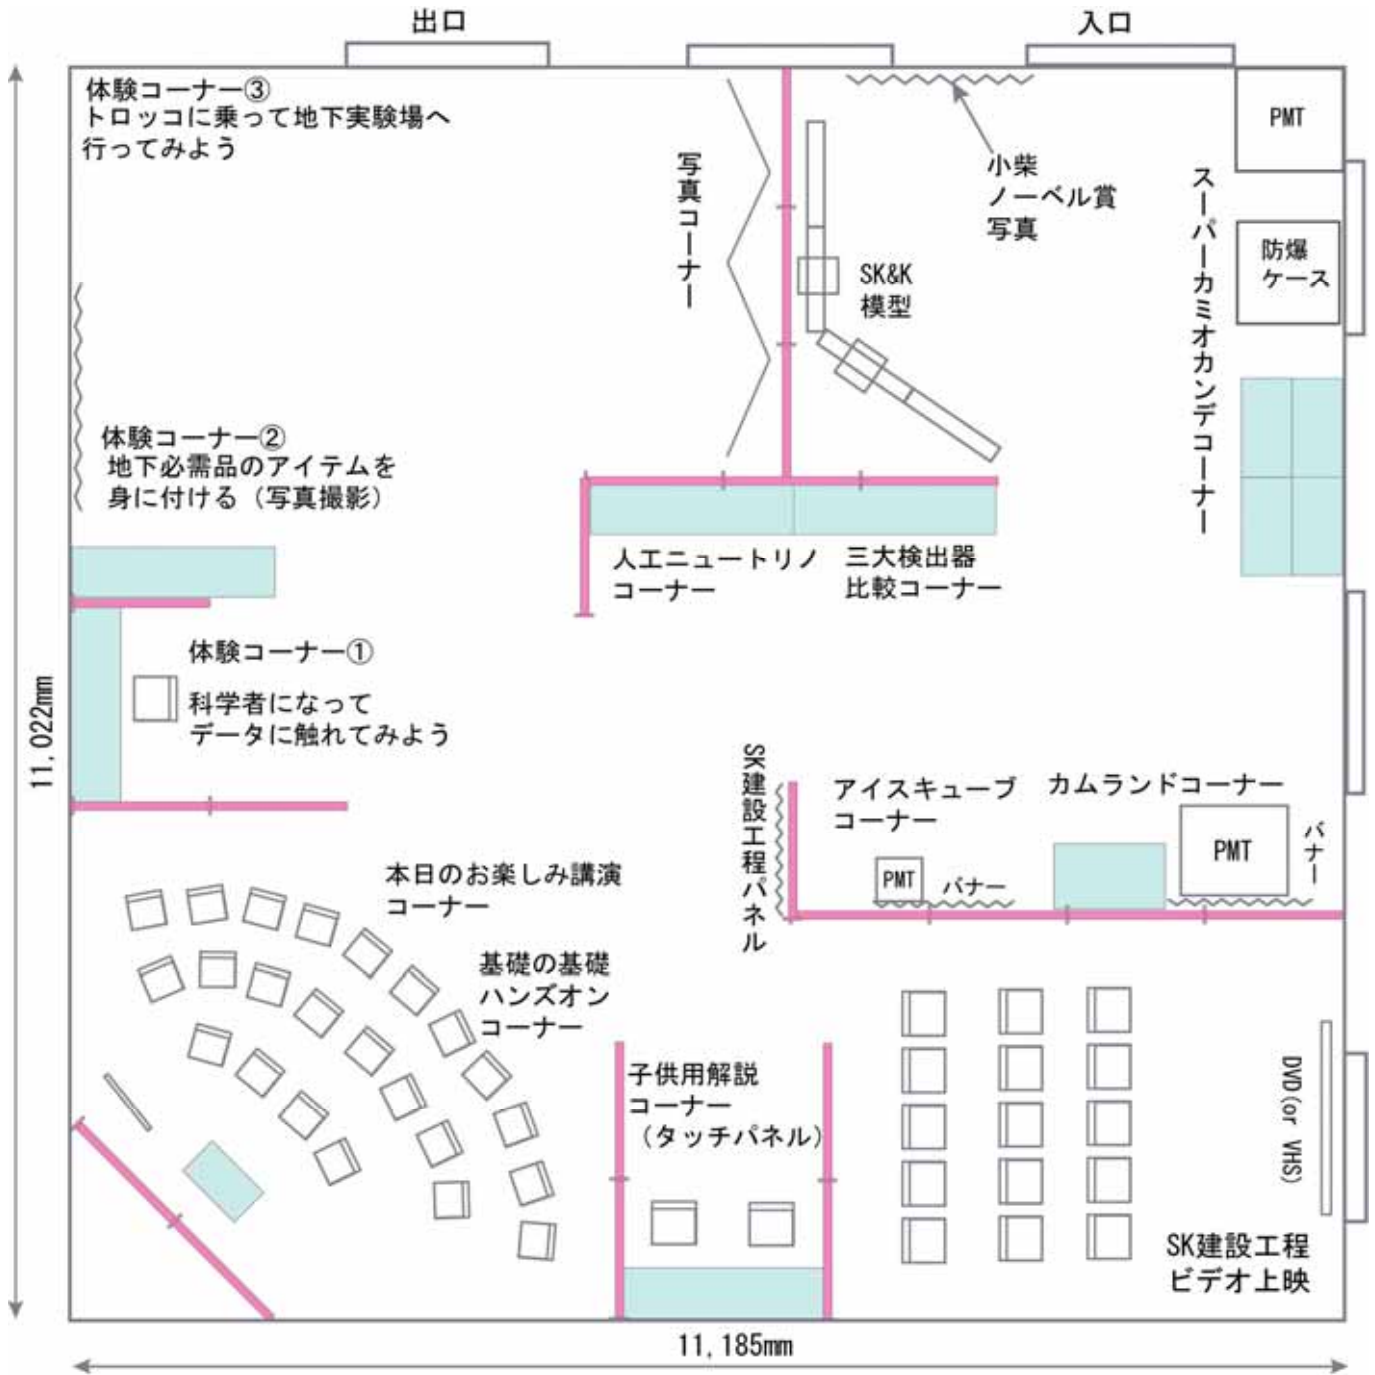 出口
入口
体験コーナー③
トロッコに乗って地下実験場へ
行ってみよう
写真コーナー
小柴
ノーベル賞
写真
PMT
スーパーカミオカンデコーナー
防爆
ケース
SK&K
模型
体験コーナー②
地下必需品のアイテムを
身に付ける（写真撮影）
人工ニュートリノ
コーナー
三大検出器
比較コーナー
体験コーナー①
科学者になって
データに触れてみよう
11,022mm
SK建設工程パネル
アイスキューブ
コーナー
PMT
バナー
カムランドコーナー
PMT
バナー
本日のお楽しみ講演
コーナー
基礎の基礎
ハンズオン
コーナー
子供用解説
コーナー
（タッチパネル）
DVD(or VHS)
SK建設工程
ビデオ上映
11,185mm